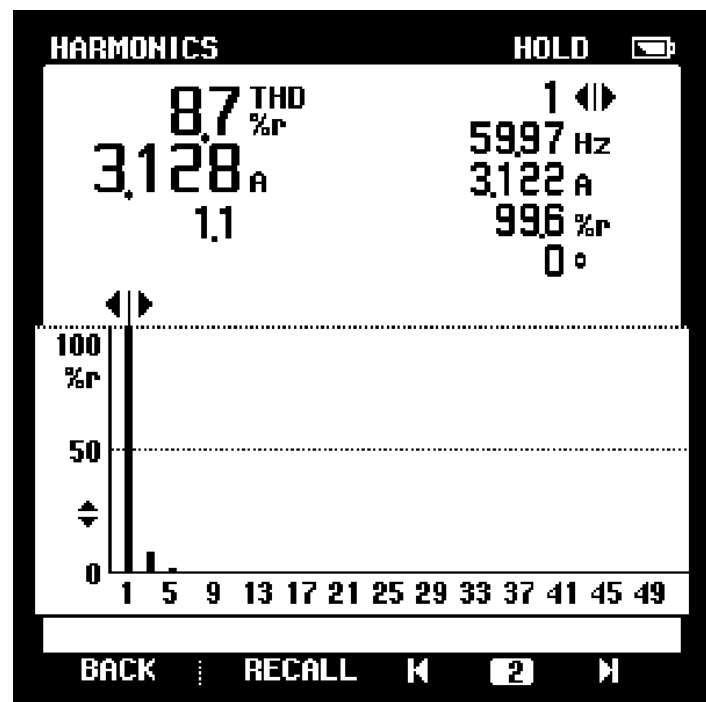 HARMONICS HOLD
8.7 THD %r
3.128 A
1.1
1
59.97 Hz
3.122 A
99.6 %r
0 °
100
%r
50
0
1 5 9 13 17 21 25 29 33 37 41 45 49
BACK RECALL 2